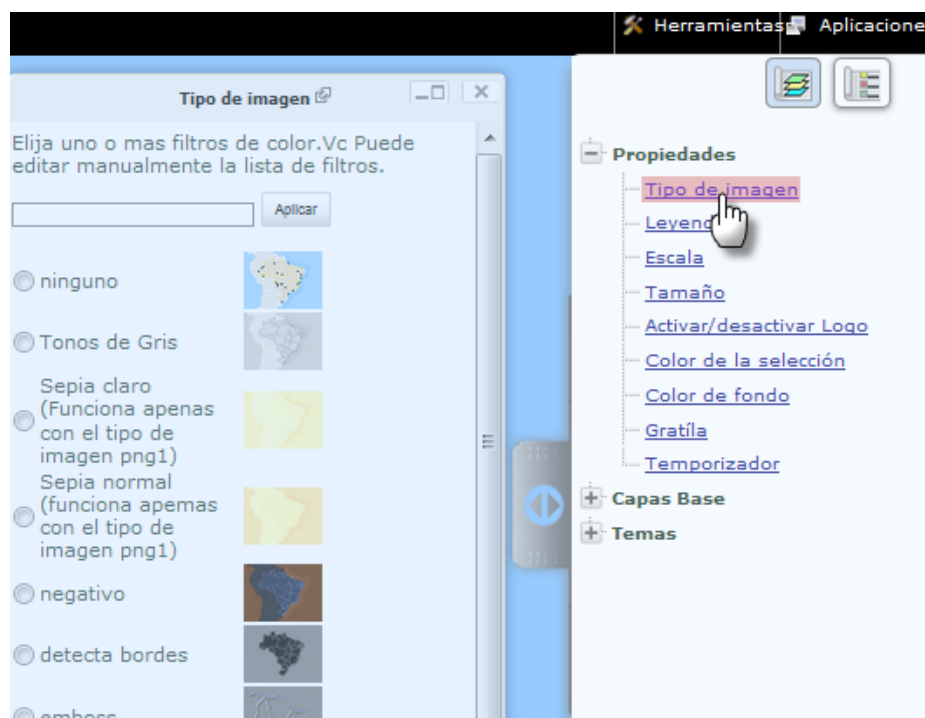 Herramientas
Aplicacione
Tipo de imagen
Elija uno o mas filtros de color.Vc Puede
editar manualmente la lista de filtros.
Aplicar
ninguno
Tonos de Gris
Sepia claro
(Funciona apenas
con el tipo de
imagen png1)
Sepia normal
(funciona apemas
con el tipo de
imagen png1)
negativo
detecta bordes
emboss
Propiedades
Tipo de imagen
Leyend
Escala
Tamaño
Activar/desactivar Logo
Color de la selección
Color de fondo
Gratíla
Temporizador
Capas Base
Temas